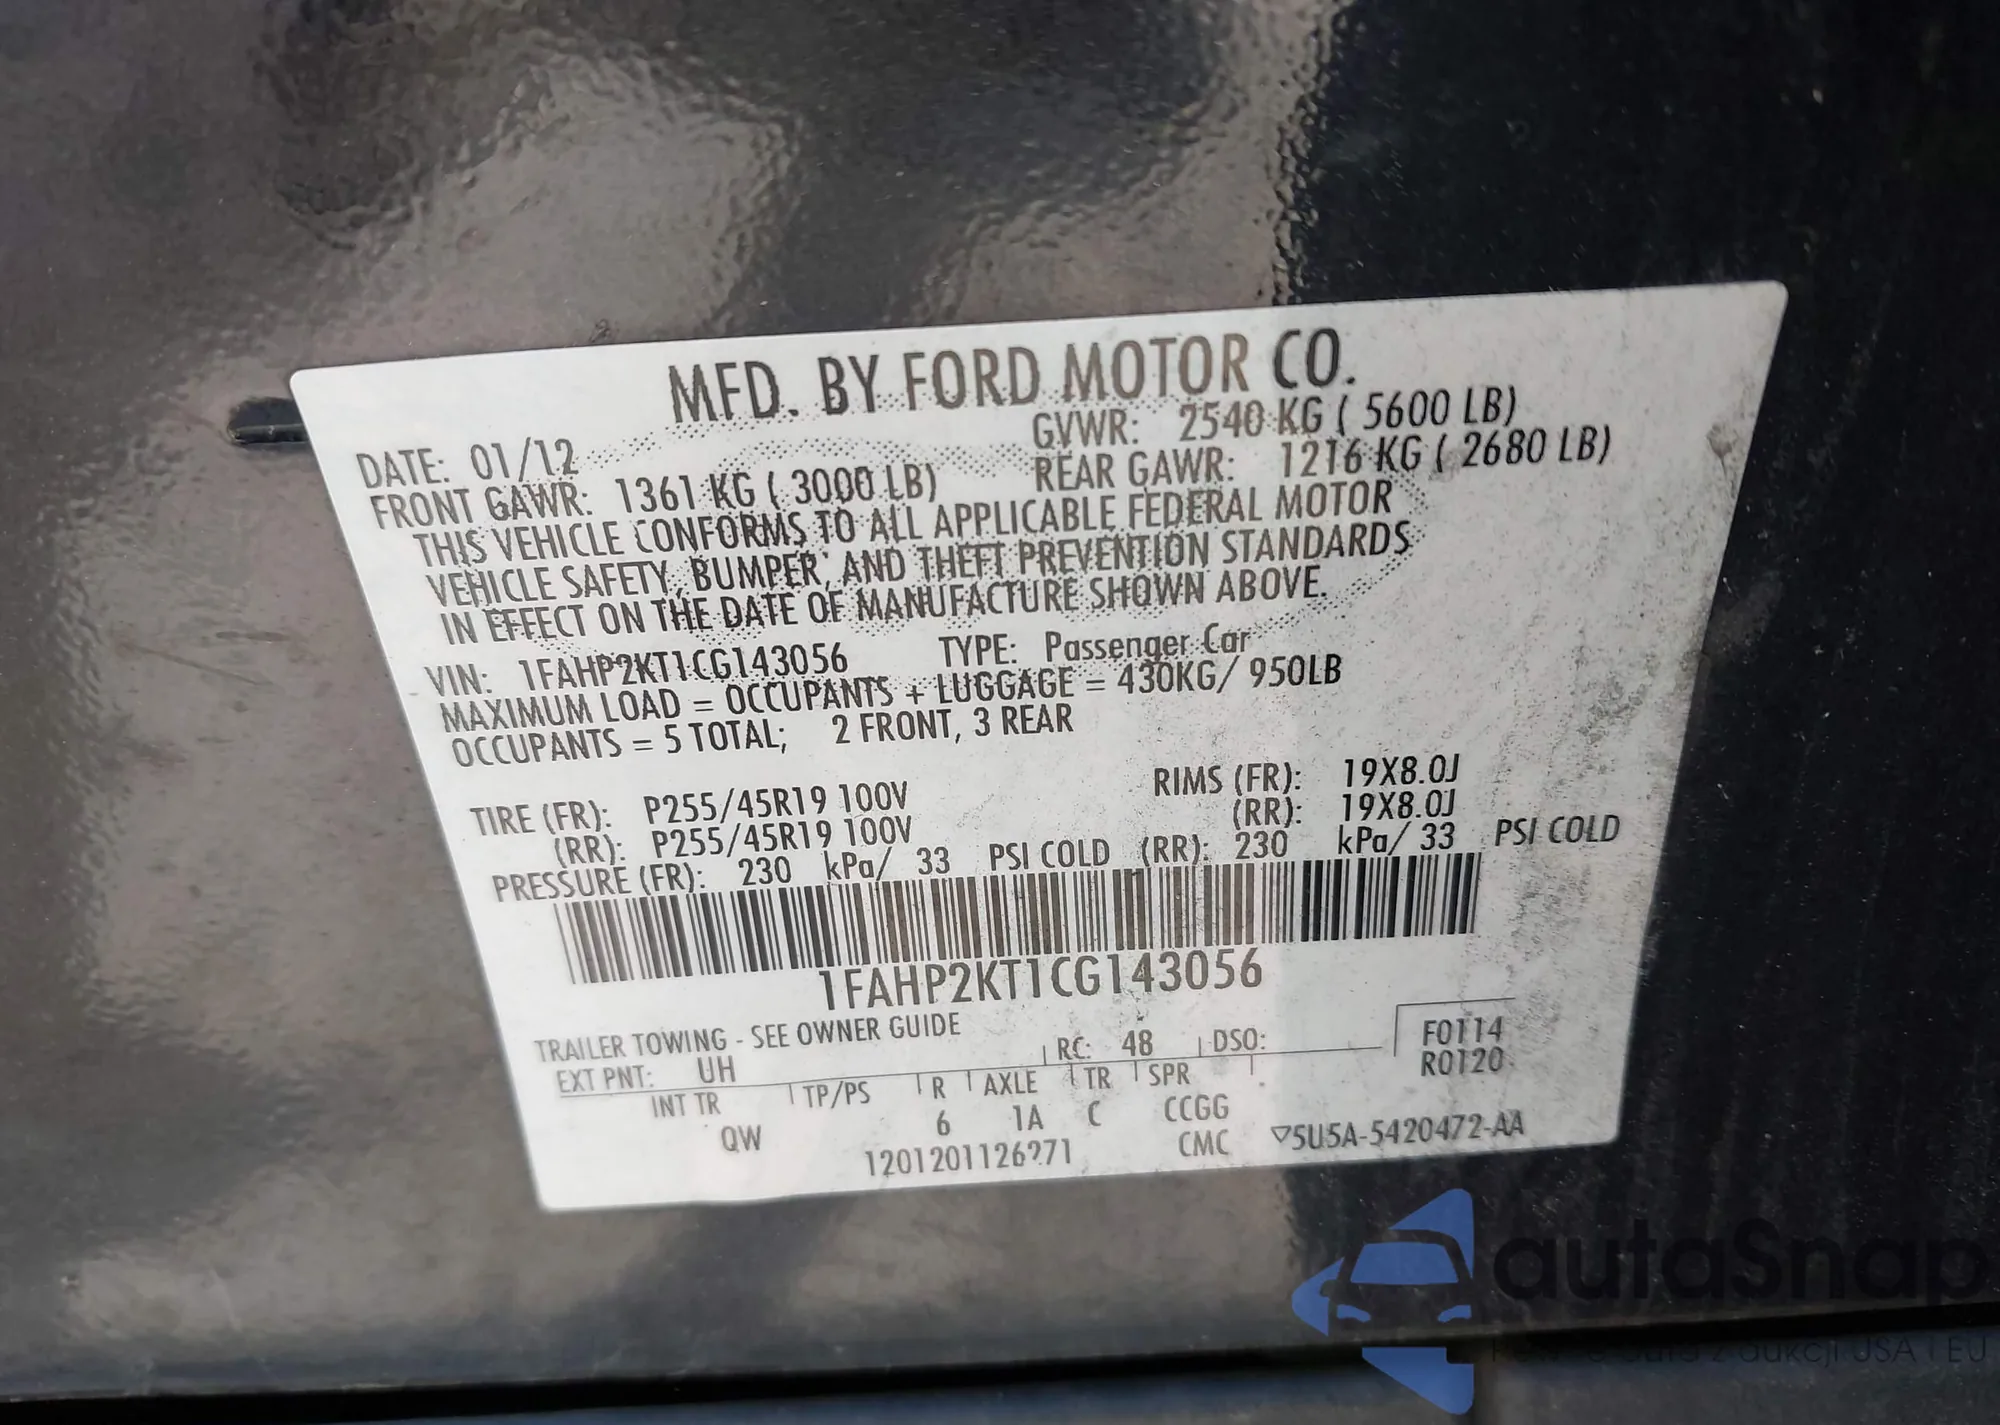 MFD. BY FORD MOTOR CO.
DATE: 01/12 GVWR: 2540 KG ( 5600 LB)
FRONT GAWR: 1361 KG ( 3000 LB) REAR GAWR: 1216 KG ( 2680 LB)
THIS VEHICLE CONFORMS TO ALL APPLICABLE FEDERAL MOTOR
VEHICLE SAFETY, BUMPER, AND THEFT PREVENTION STANDARDS
IN EFFECT ON THE DATE OF MANUFACTURE SHOWN ABOVE.
VIN: 1FAHP2KT1CG143056 TYPE: Passenger Car
MAXIMUM LOAD = OCCUPANTS + LUGGAGE = 430KG/ 950LB
OCCUPANTS = 5 TOTAL; 2 FRONT, 3 REAR
TIRE (FR): P255/45R19 100V RIMS (FR): 19X8.0J
(RR): P255/45R19 100V (RR): 19X8.0J
PRESSURE (FR): 230 kPa/ 33 PSI COLD (RR): 230 kPa/ 33 PSI COLD
1FAHP2KT1CG143056
TRAILER TOWING - SEE OWNER GUIDE F0114
EXT PNT: UH RC: 48 DSO: R0120
INT TR TP/PS R AXLE TR SPR
QW 6 1A C CCGG
1201201126271 CMC ▽5U5A-5420472-AA
autaSnap
auta z aukcji USA i EU